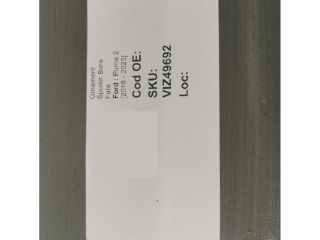 Ornament
Spoiler Bara
Fata
Ford : Puma 2
[2019 - 2023]
Cod OE:
SKU:
VIZ49692
Loc: